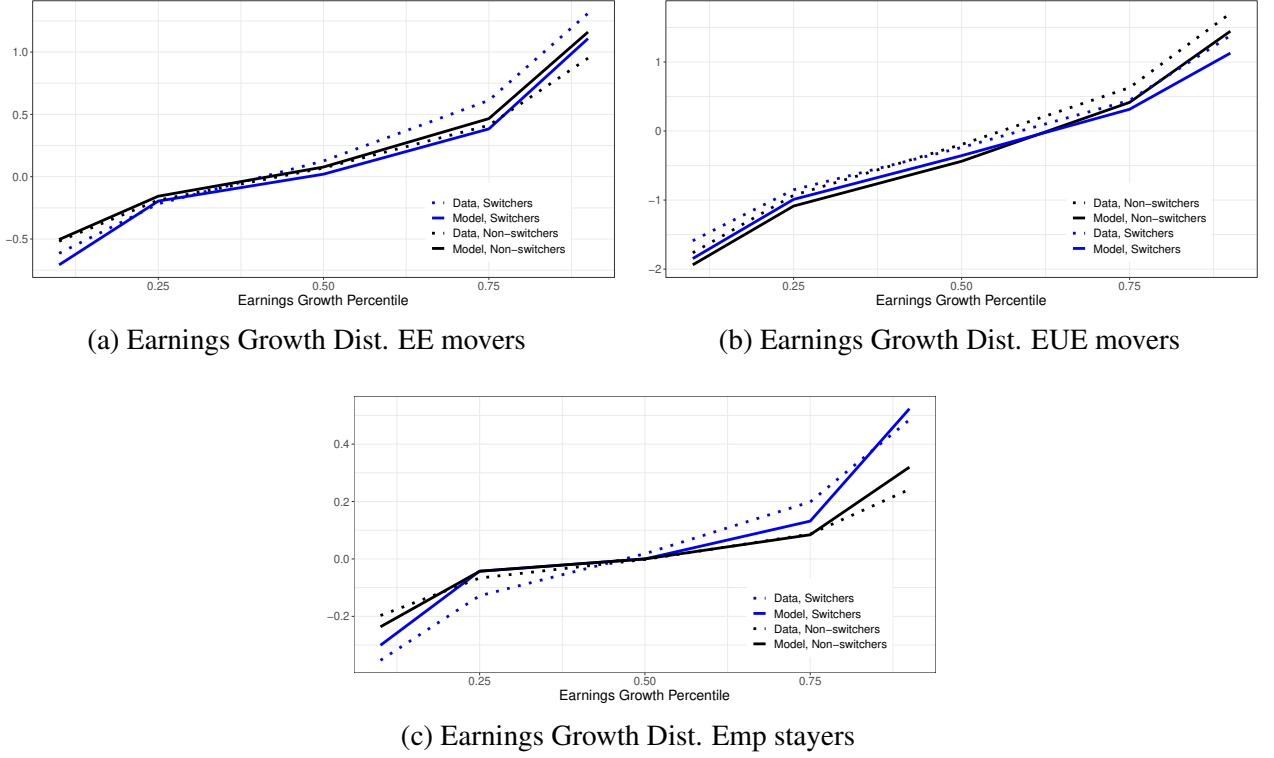 1.0
0.5
0.0
−0.5
Data, Switchers
Model, Switchers
Data, Non−switchers
Model, Non−switchers
0.25 0.50 0.75
Earnings Growth Percentile
(a) Earnings Growth Dist. EE movers
1
0
−1
−2
Data, Non−switchers
Model, Non−switchers
Data, Switchers
Model, Switchers
0.25 0.50 0.75
Earnings Growth Percentile
(b) Earnings Growth Dist. EUE movers
0.4
0.2
0.0
−0.2
Data, Switchers
Model, Switchers
Data, Non−switchers
Model, Non−switchers
0.25 0.50 0.75
Earnings Growth Percentile
(c) Earnings Growth Dist. Emp stayers